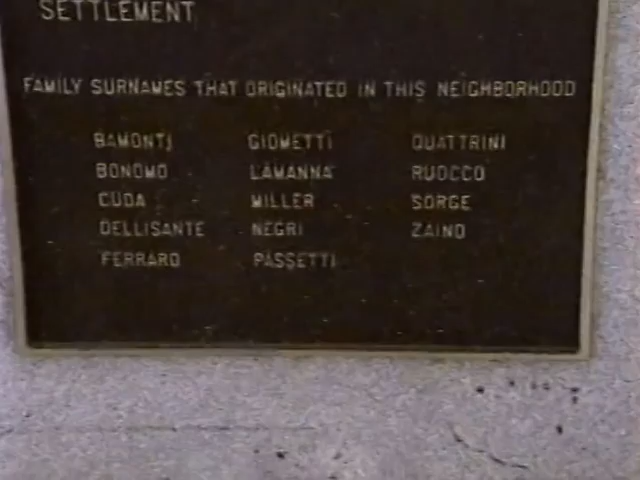 SETTLEMENT
FAMILY SURNAMES THAT ORIGINATED IN THIS NEIGHBORHOOD
BAMONTI GIOMETTI QUATTRINI
BONOMO LAMANNA RUOCCO
CUDA MILLER SORGE
DELLISANTE NEGRI ZAINO
FERRARO PASSETTI